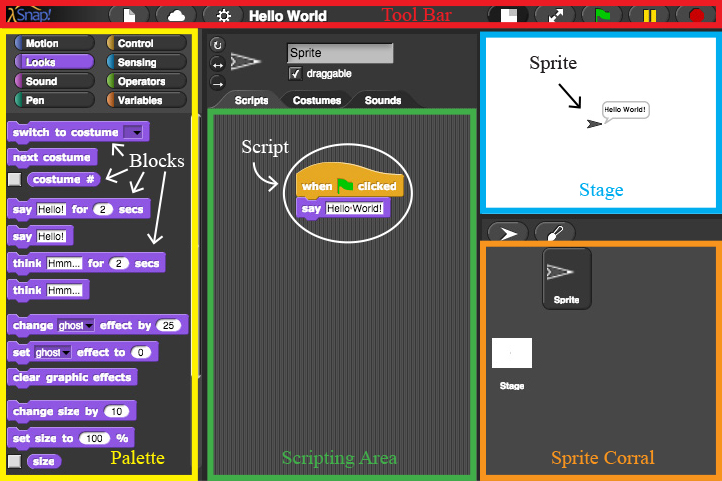 Snap!
Hello World
Tool Bar
Motion
Control
Looks
Sensing
Sound
Operators
Pen
Variables
Sprite
draggable
Scripts
Costumes
Sounds
switch to costume
next costume
costume #
Blocks
say Hello! for 2 secs
say Hello!
think Hmm... for 2 secs
think Hmm...
change ghost effect by 25
set ghost effect to 0
clear graphic effects
change size by 10
set size to 100 %
size
Palette
Script
when clicked
say Hello World!
Scripting Area
Sprite
Hello World!
Stage
Sprite
Stage
Sprite Corral